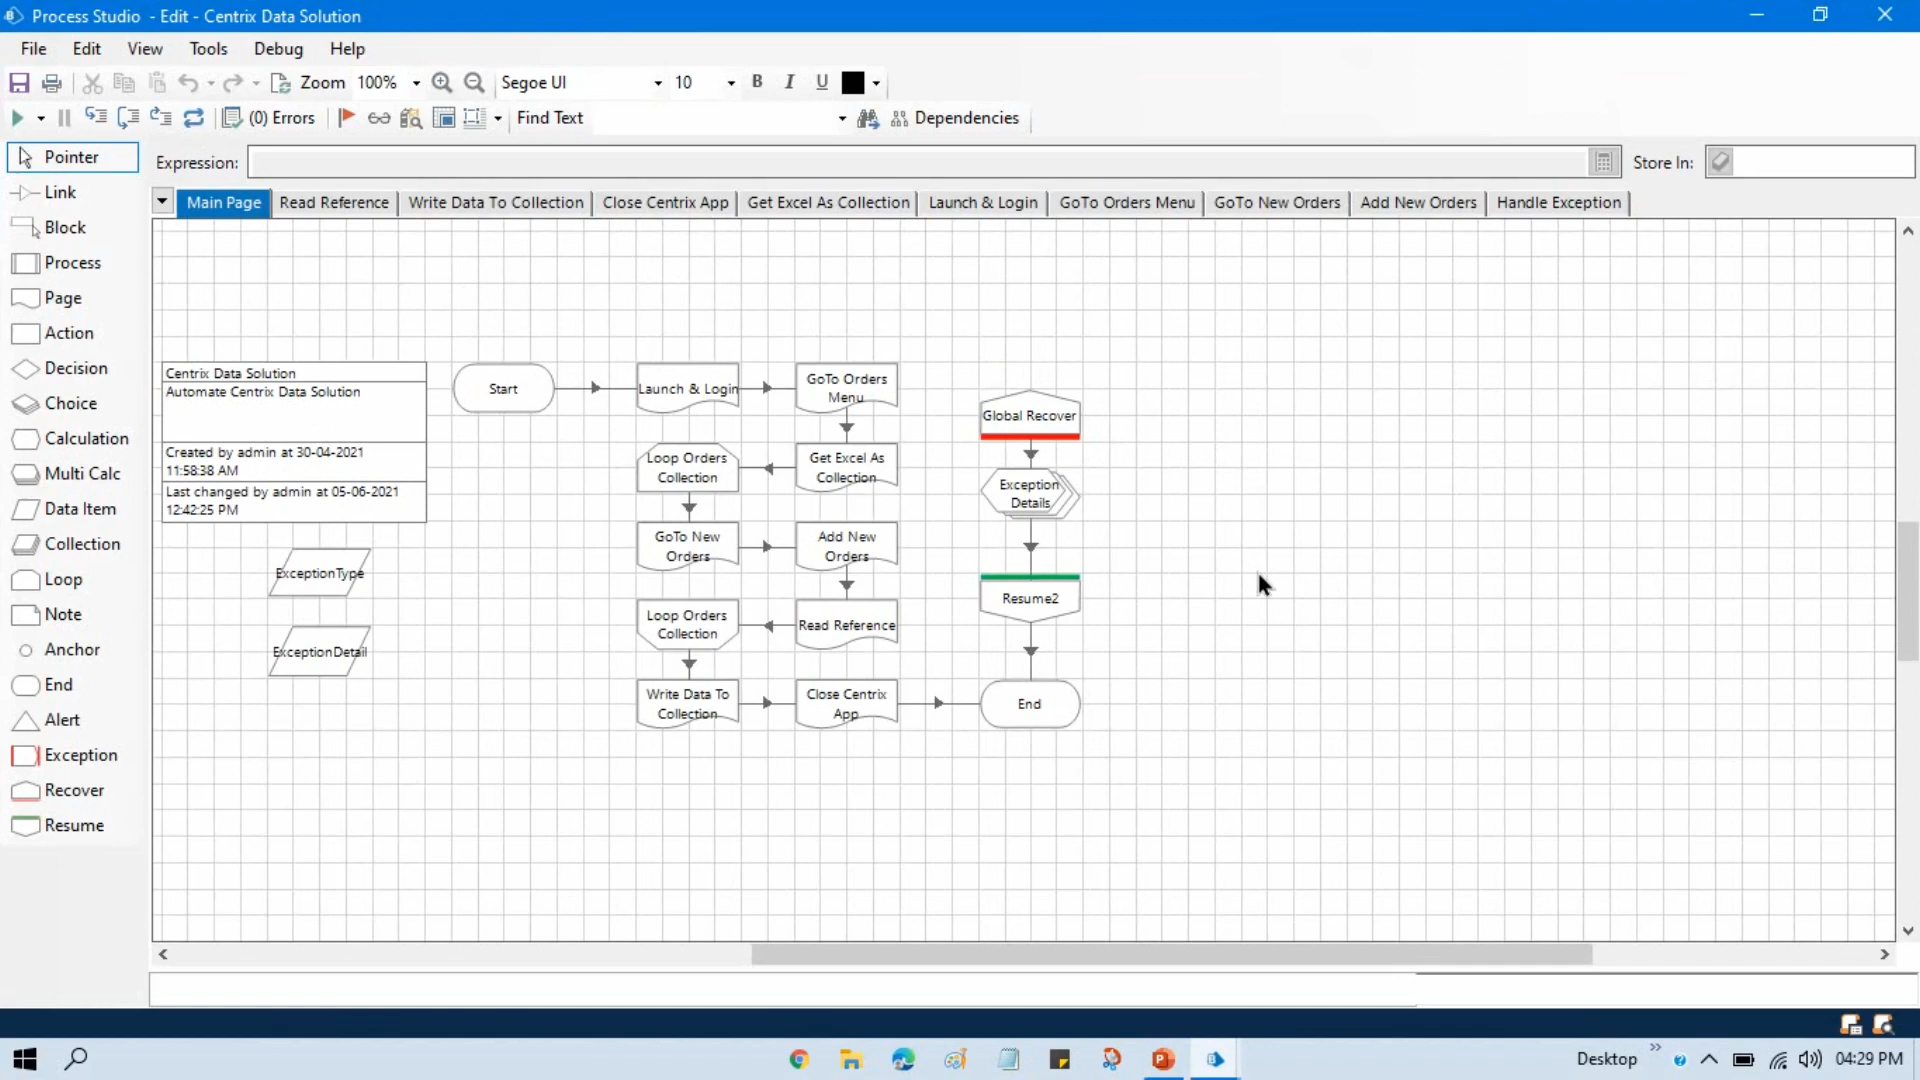 Process Studio - Edit - Centrix Data Solution
File Edit View Tools Debug Help
Zoom 100% Segoe UI 10 B I U
(0) Errors Find Text Dependencies
Pointer
Link
Block
Process
Page
Action
Decision
Choice
Calculation
Multi Calc
Data Item
Collection
Loop
Note
Anchor
End
Alert
Exception
Recover
Resume
Expression: Store In:
Main Page Read Reference Write Data To Collection Close Centrix App Get Excel As Collection Launch & Login GoTo Orders Menu GoTo New Orders Add New Orders Handle Exception
Centrix Data Solution
Automate Centrix Data Solution
Created by admin at 30-04-2021
11:58:38 AM
Last changed by admin at 05-06-2021
12:42:25 PM
ExceptionType
ExceptionDetail
Start
Launch & Login
GoTo Orders
Menu
Loop Orders
Collection
Get Excel As
Collection
GoTo New
Orders
Add New
Orders
Loop Orders
Collection
Read Reference
Write Data To
Collection
Close Centrix
App
Global Recover
Exception
Details
Resume2
End
Desktop 04:29 PM